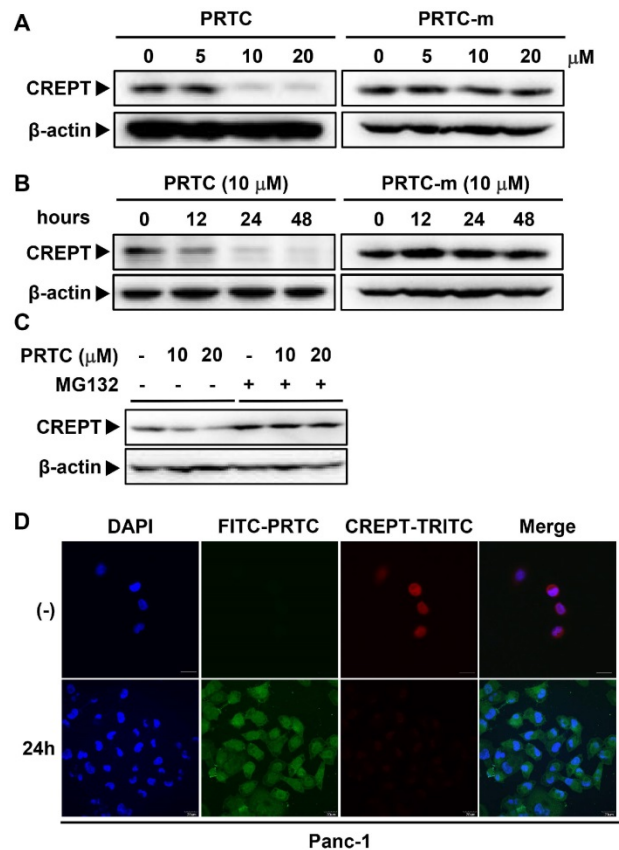 A
PRTC PRTC-m
0 5 10 20 0 5 10 20 μM
CREPT
β-actin
B
PRTC (10 μM) PRTC-m (10 μM)
hours 0 12 24 48 0 12 24 48
CREPT
β-actin
C
PRTC (μM) - 10 20 - 10 20
MG132 - - - + + +
CREPT
β-actin
D
DAPI FITC-PRTC CREPT-TRITC Merge
(-)
24h
Panc-1